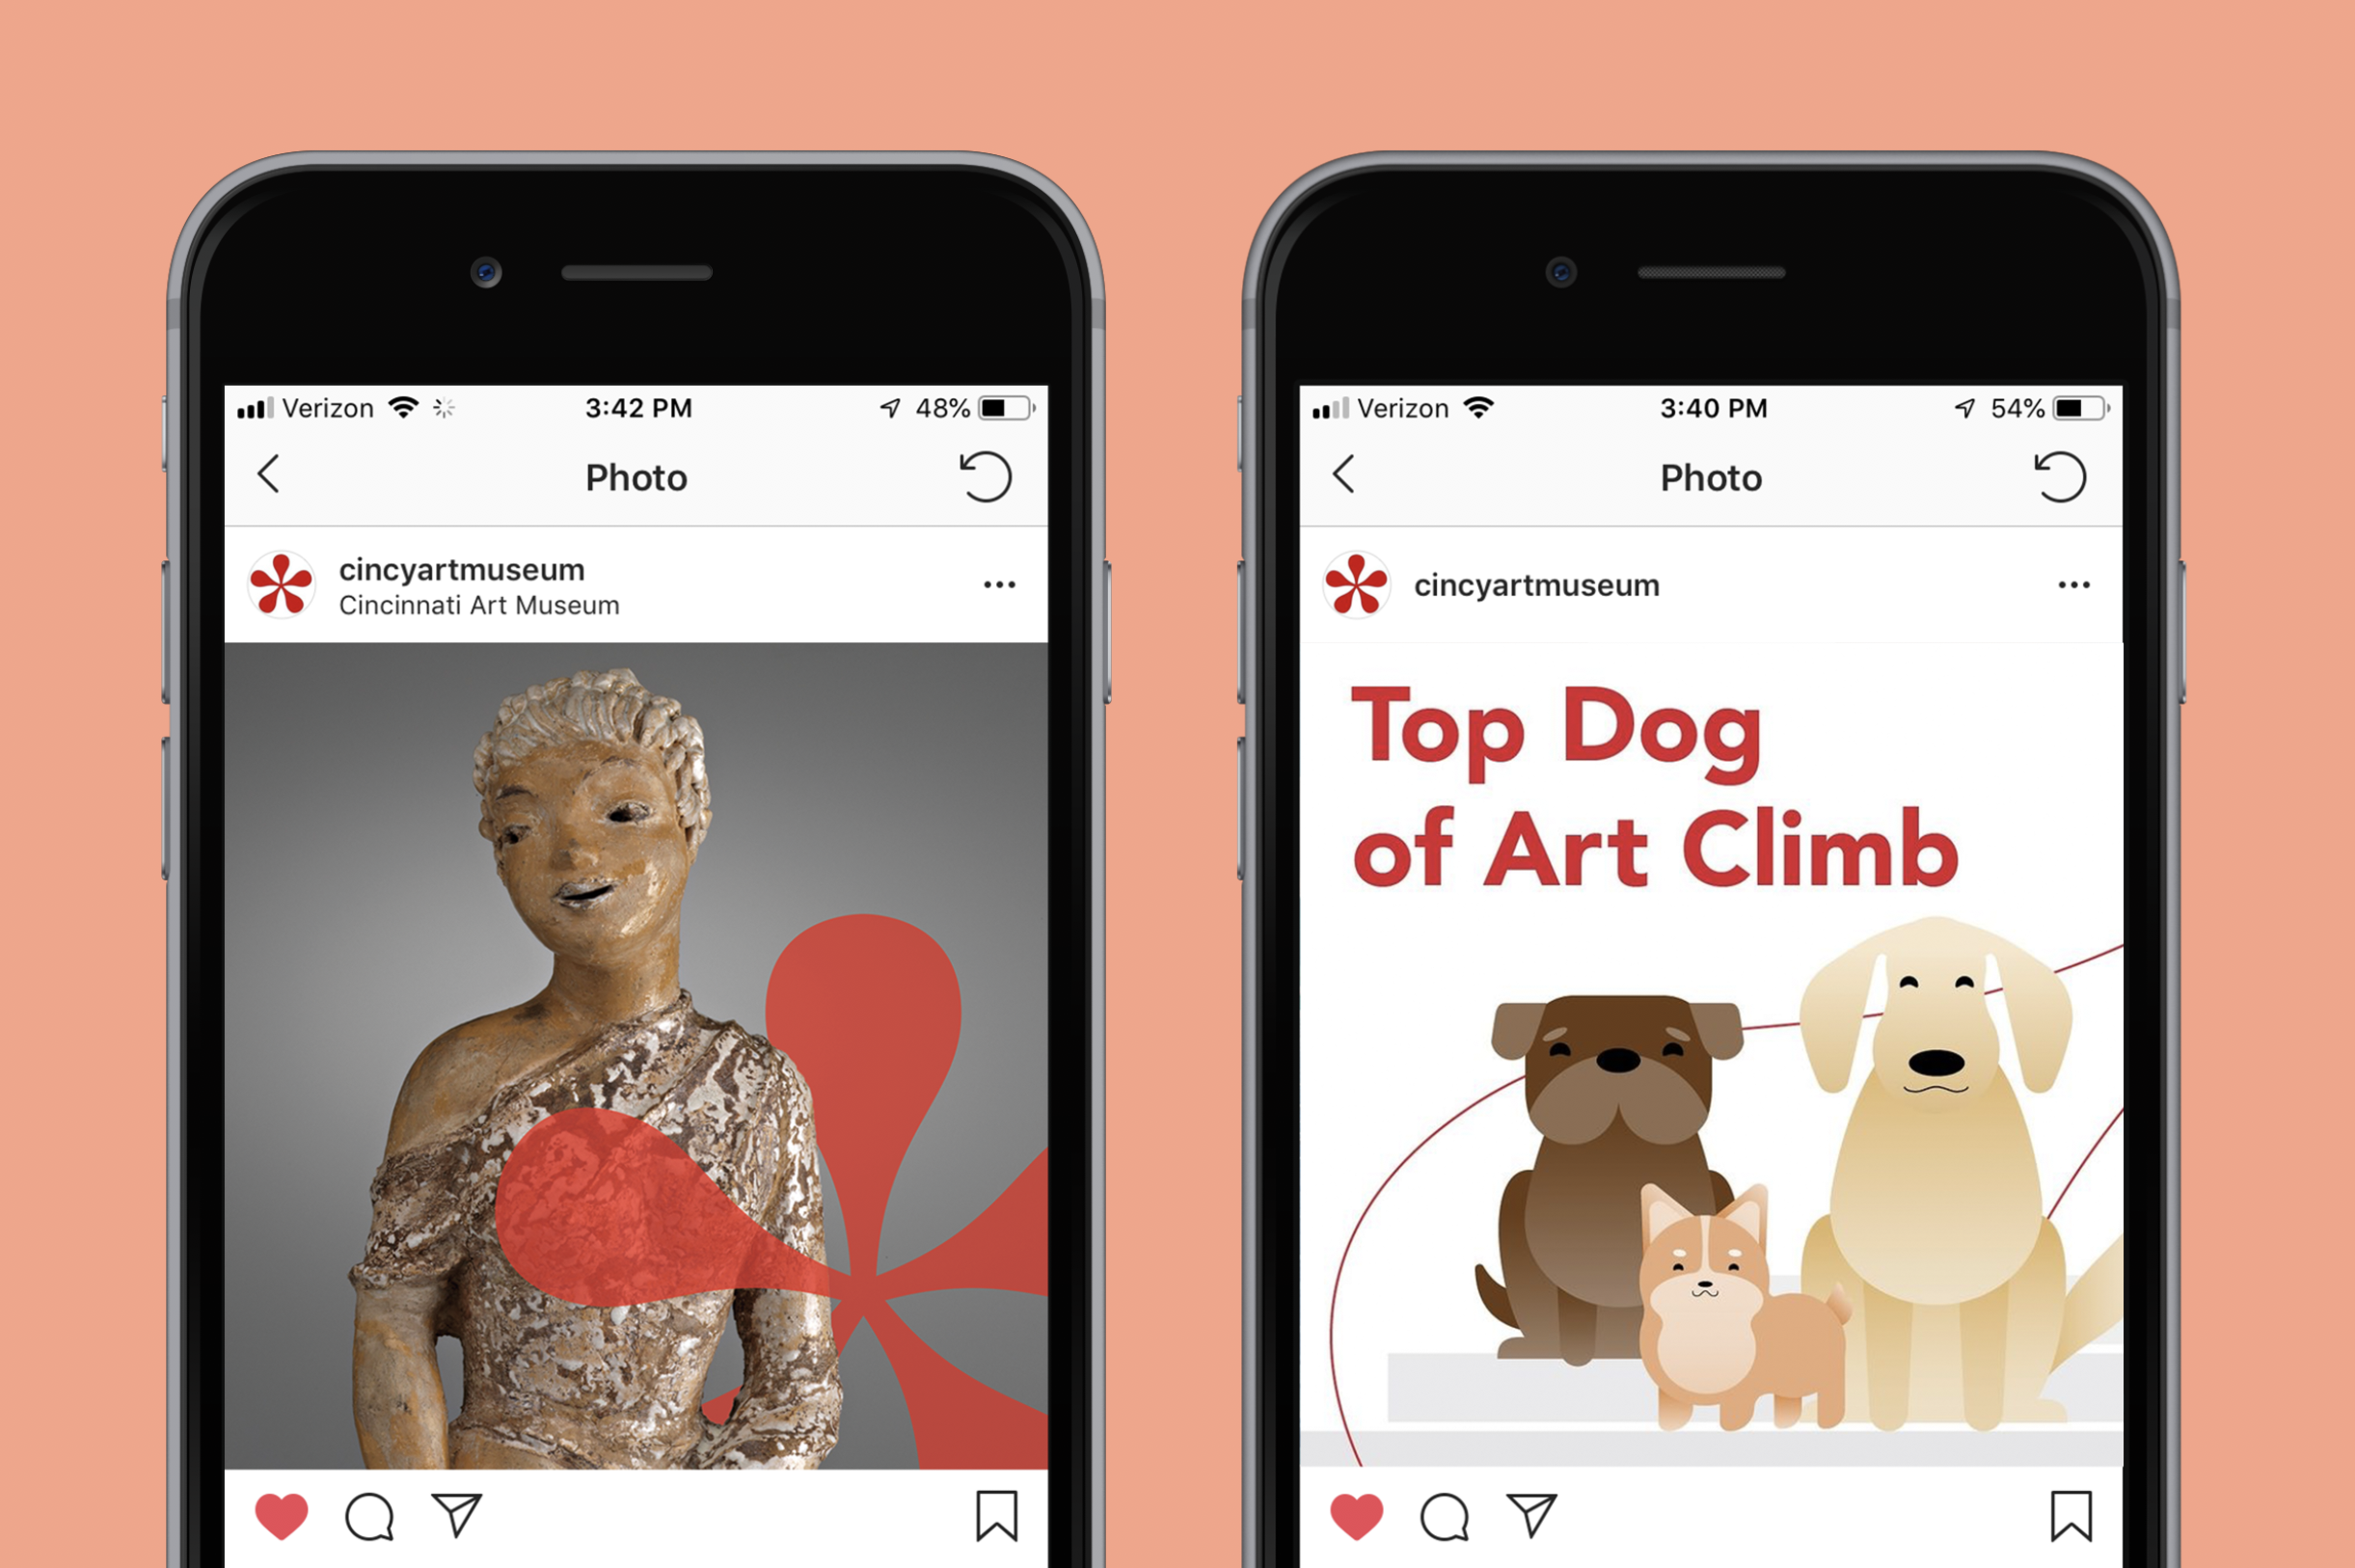 Verizon 3:42 PM 48%
Photo
cincyartmuseum
Cincinnati Art Museum
Verizon 3:40 PM 54%
Photo
cincyartmuseum
Top Dog
of Art Climb